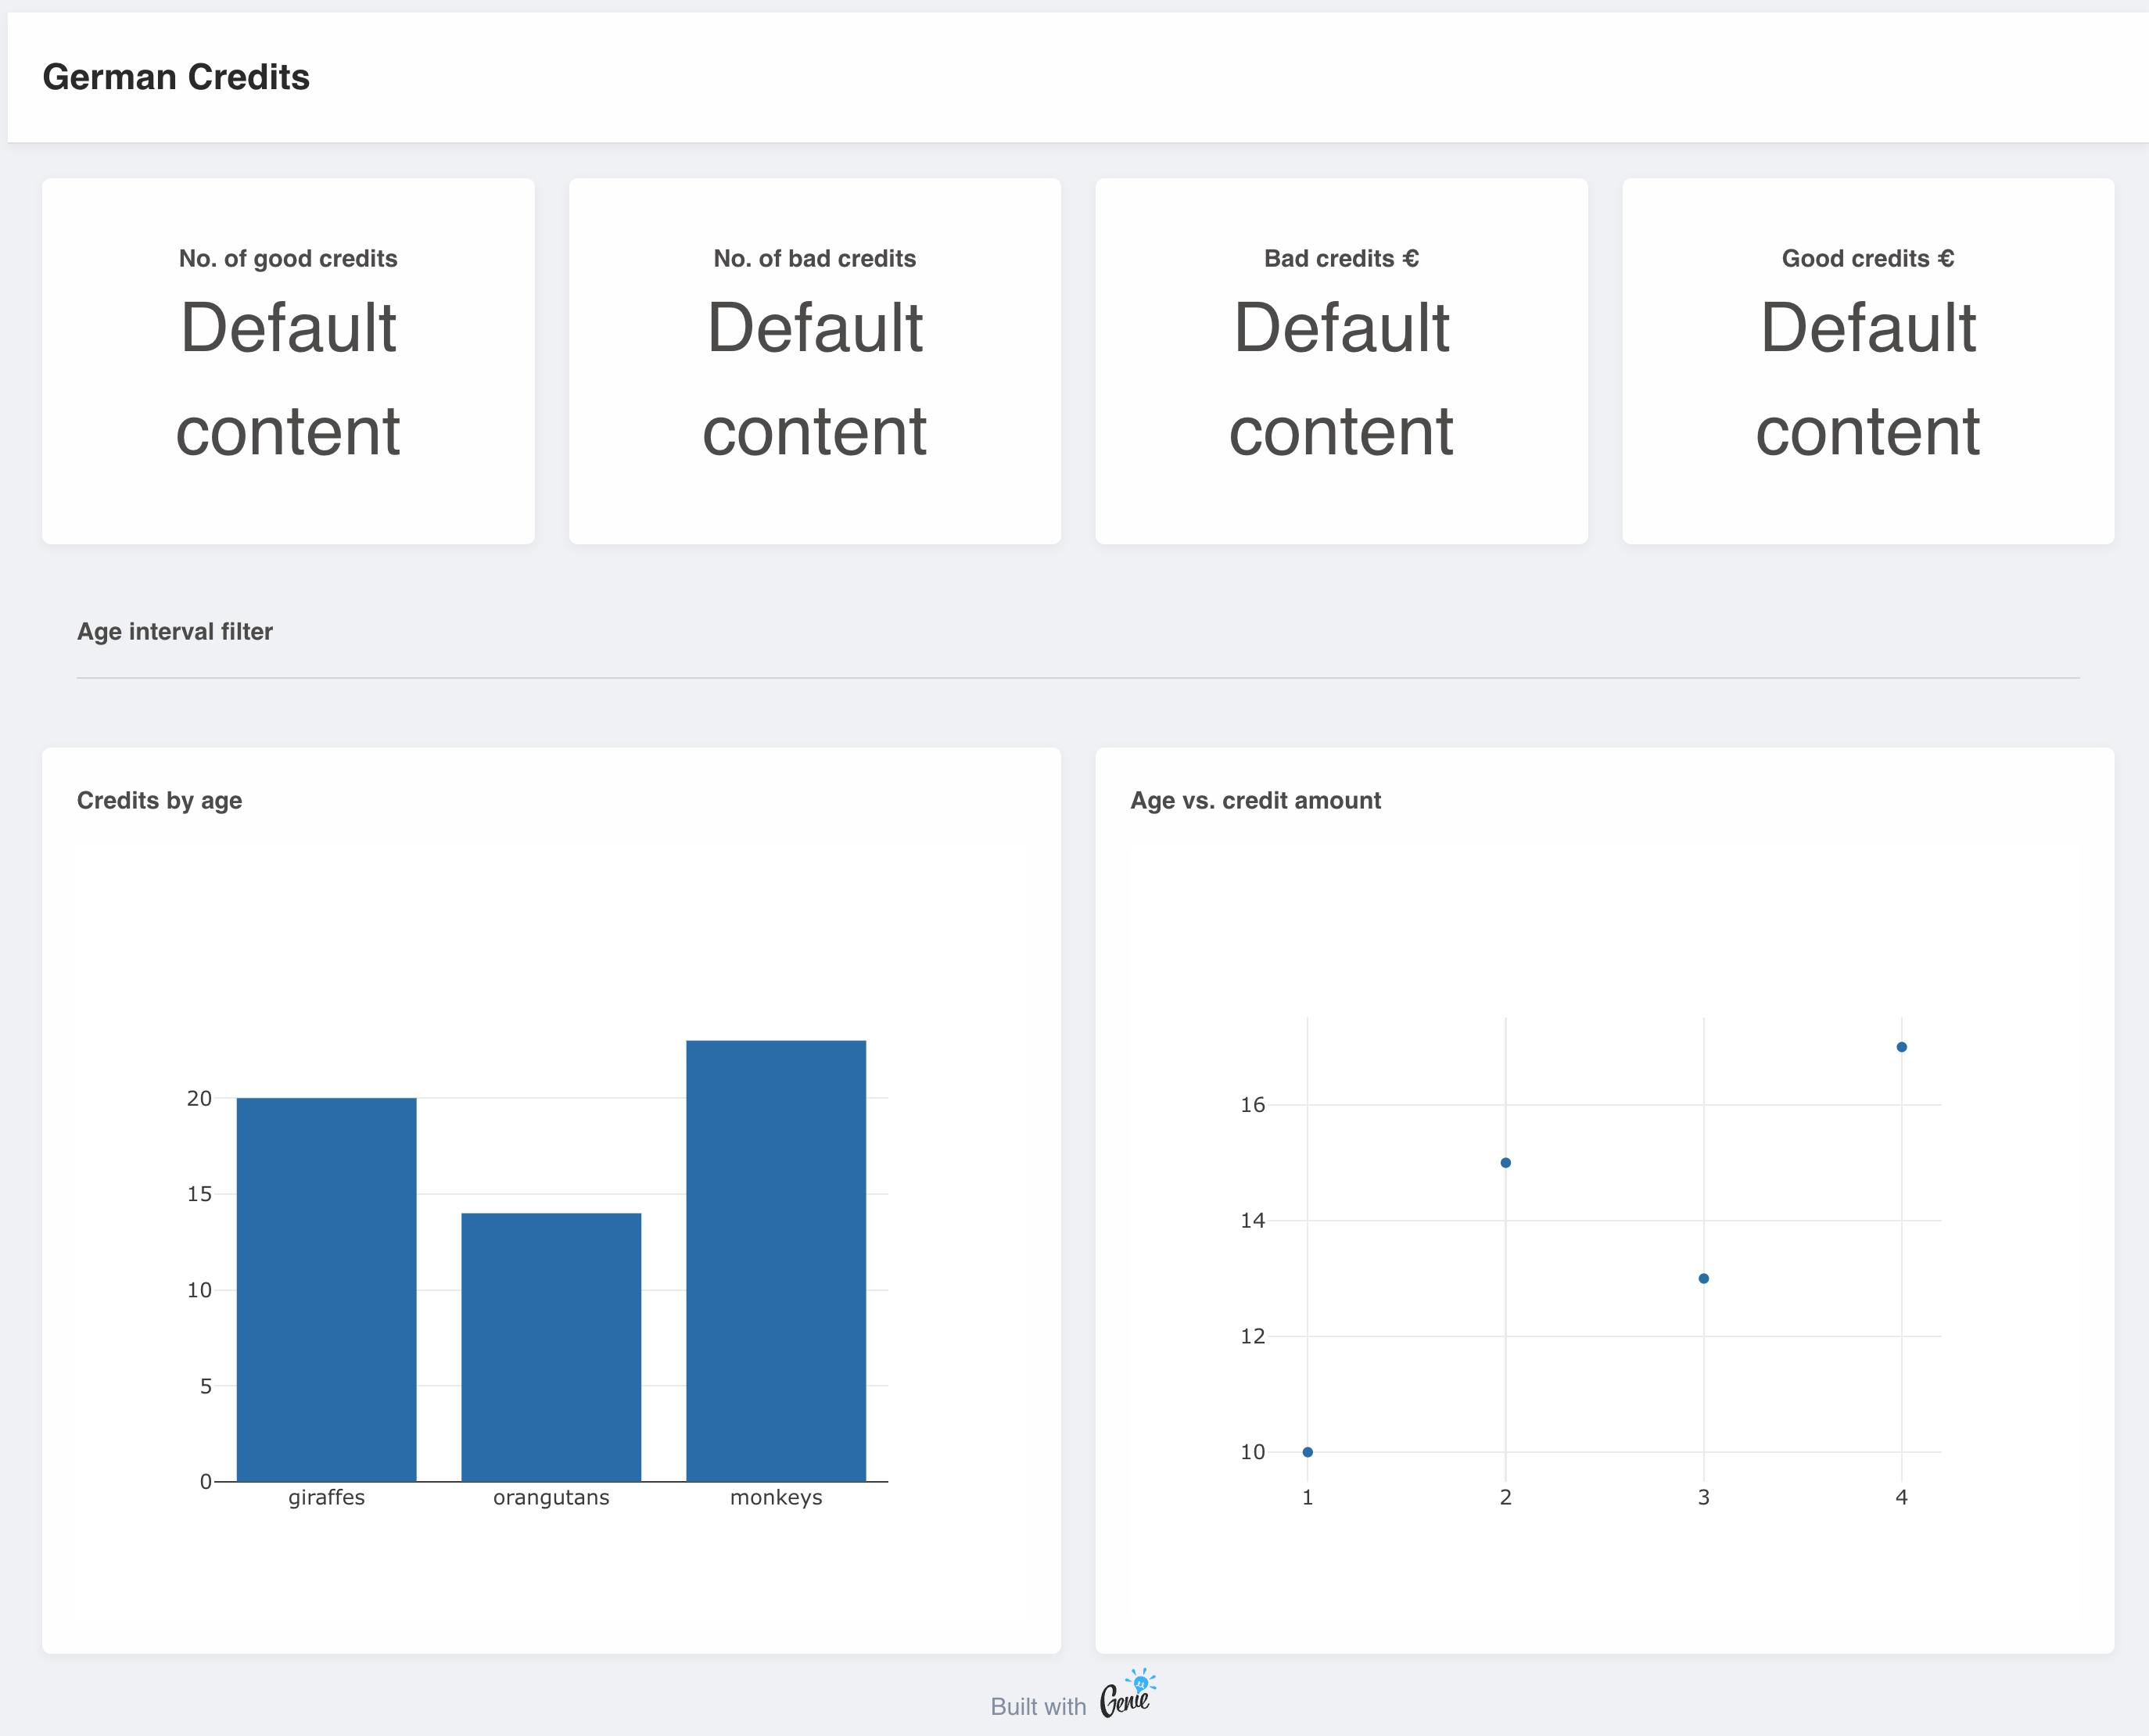 German Credits
No. of good credits
Default
content
No. of bad credits
Default
content
Bad credits €
Default
content
Good credits €
Default
content
Age interval filter
Credits by age
20
15
10
5
0
giraffes orangutans monkeys
Age vs. credit amount
16
14
12
10
1 2 3 4
Built with Genie